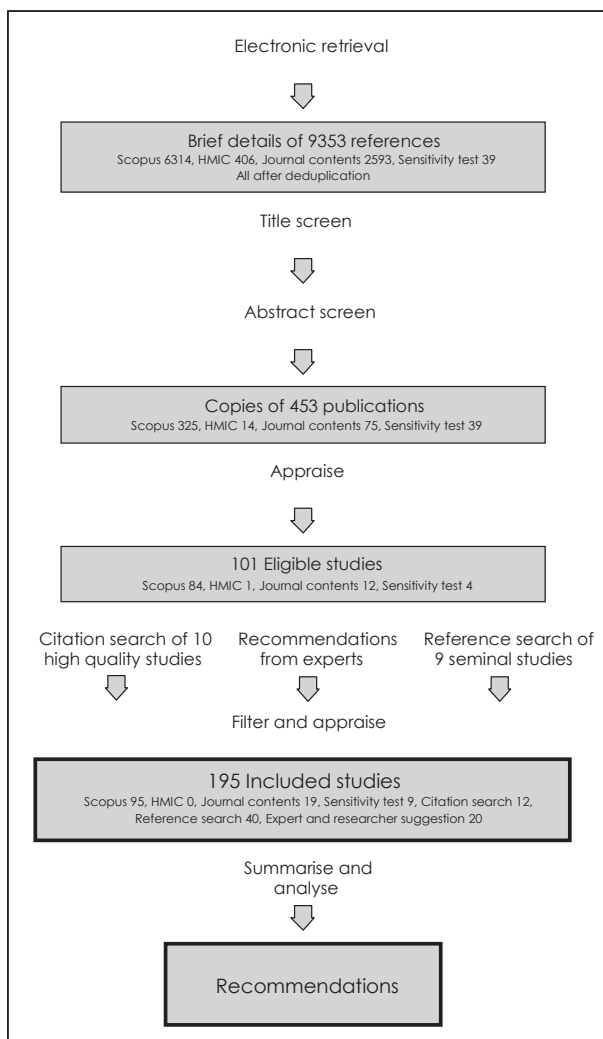 Electronic retrieval
Brief details of 9353 references
Scopus 6314, HMIC 406, Journal contents 2593, Sensitivity test 39
All after deduplication
Title screen
Abstract screen
Copies of 453 publications
Scopus 325, HMIC 14, Journal contents 75, Sensitivity test 39
Appraise
101 Eligible studies
Scopus 84, HMIC 1, Journal contents 12, Sensitivity test 4
Citation search of 10
high quality studies
Recommendations
from experts
Reference search of
9 seminal studies
Filter and appraise
195 Included studies
Scopus 95, HMIC 0, Journal contents 19, Sensitivity test 9, Citation search 12,
Reference search 40, Expert and researcher suggestion 20
Summarise and
analyse
Recommendations